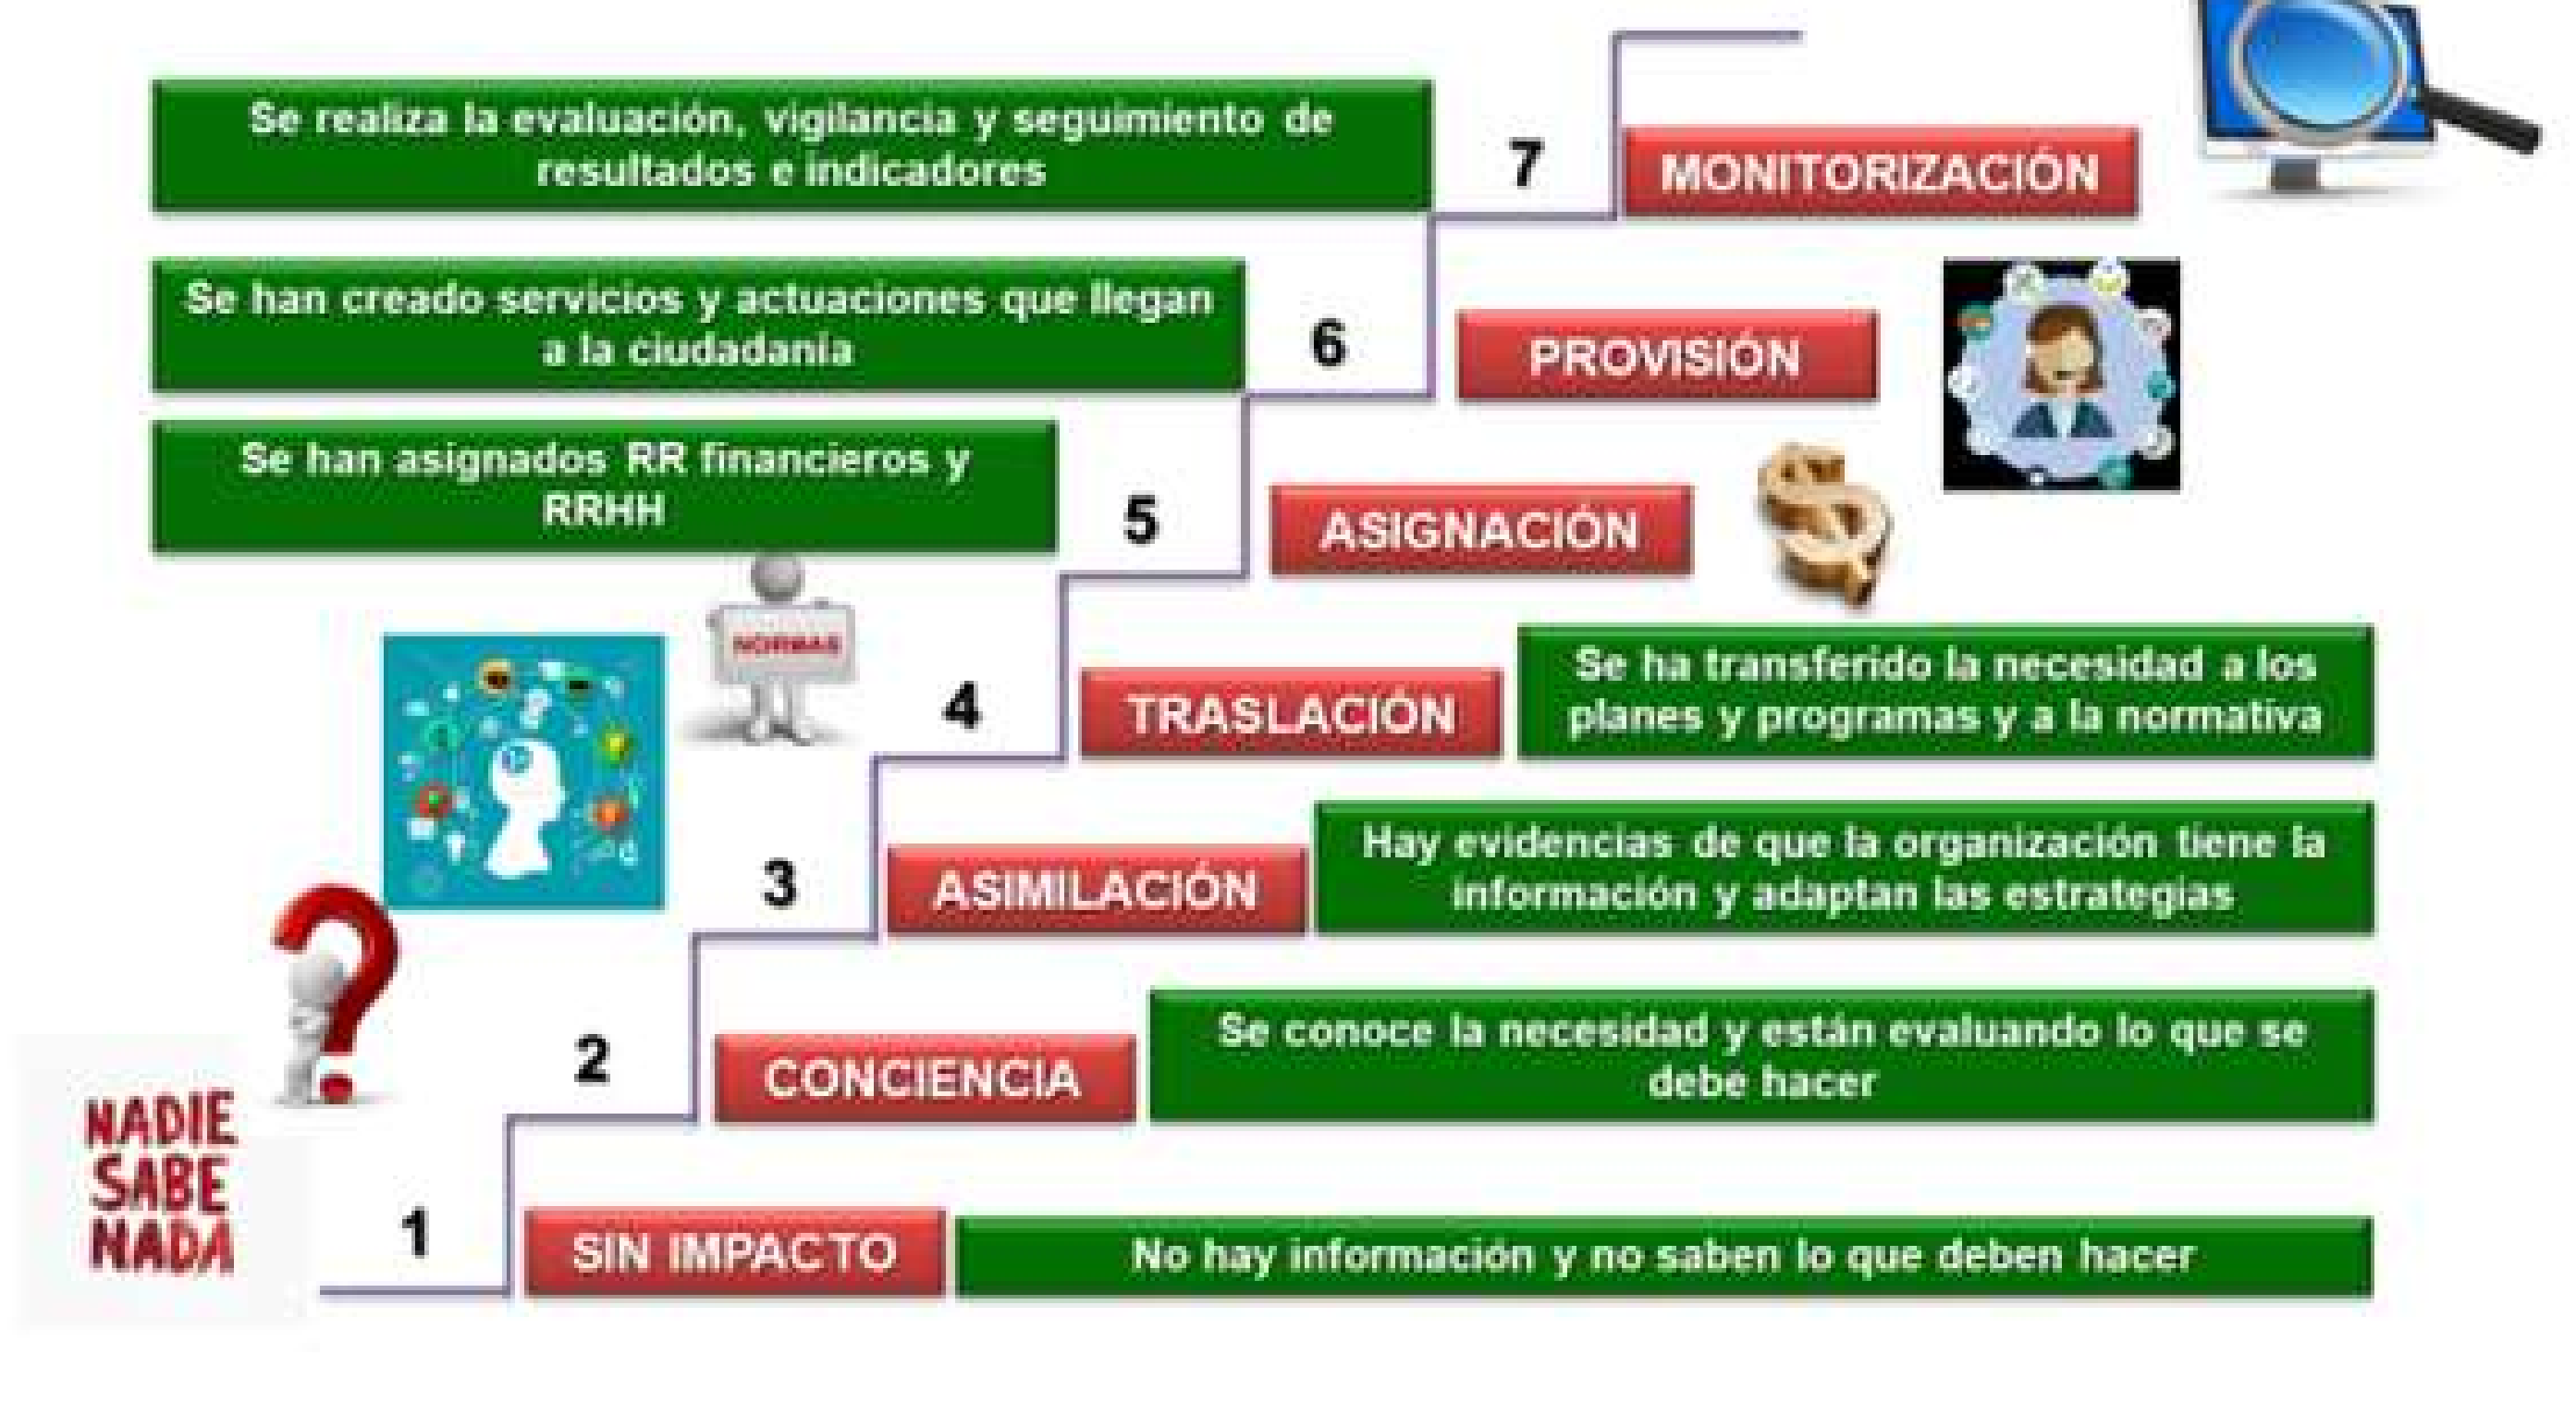 Se realiza la evaluación, vigilancia y seguimiento de
resultados e indicadores
7
MONITORIZACIÓN
Se han creado servicios y actuaciones que llegan
a la ciudadanía
6
PROVISIÓN
Se han asignados RR financieros y
RRHH
5
ASIGNACIÓN
NORMAS
4
TRASLACIÓN
Se ha transferido la necesidad a los
planes y programas y a la normativa
3
ASIMILACIÓN
Hay evidencias de que la organización tiene la
información y adaptan las estrategias
2
CONCIENCIA
Se conoce la necesidad y están evaluando lo que se
debe hacer
NADIE
SABE
NADA
1
SIN IMPACTO
No hay información y no saben lo que deben hacer